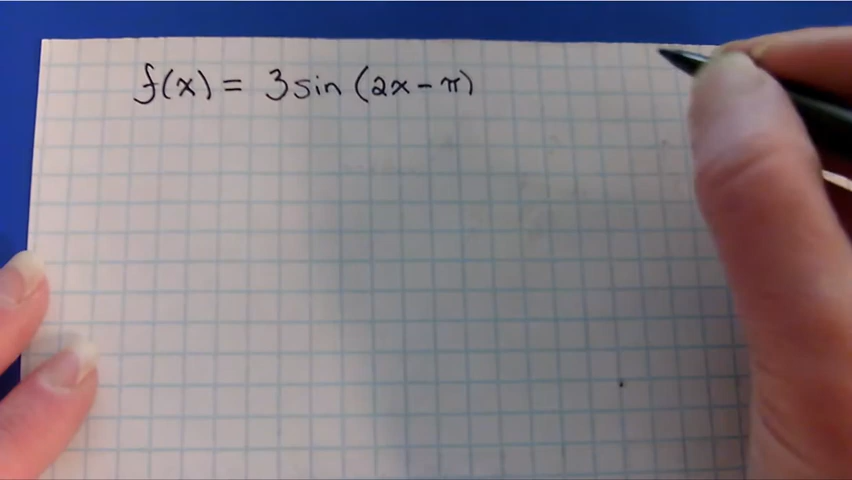 f(x) = 3sin (2x - π)